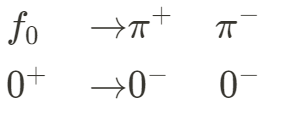 f₀ → π⁺ π⁻
0⁺ → 0⁻ 0⁻